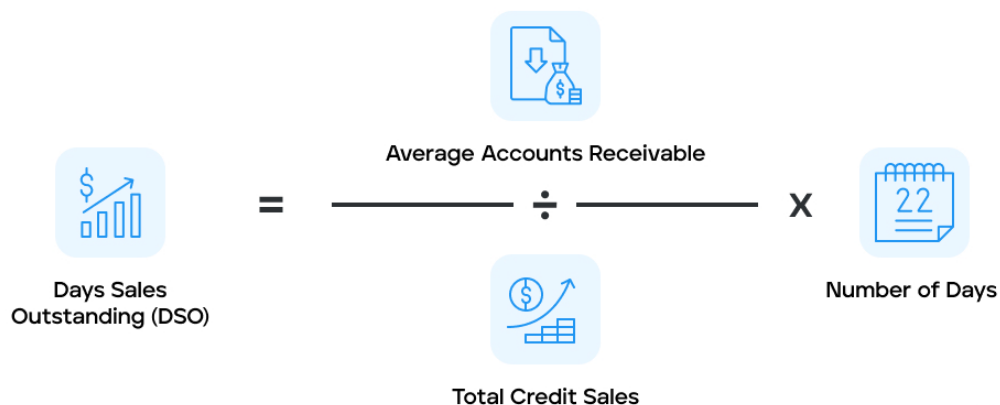 Average Accounts Receivable
$
$
Days Sales
Outstanding (DSO)
=
÷
x
22
Number of Days
$
Total Credit Sales